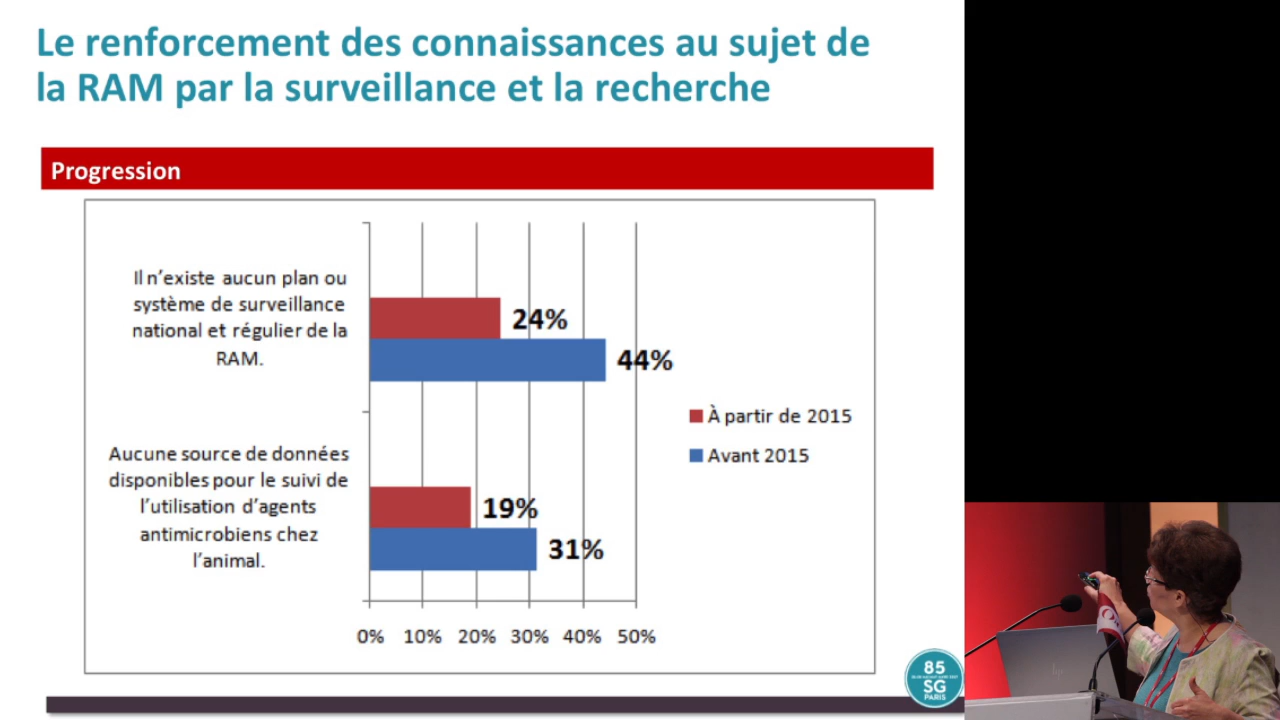 Le renforcement des connaissances au sujet de
la RAM par la surveillance et la recherche
Progression
Il n’existe aucun plan ou
système de surveillance
national et régulier de la
RAM.
24%
44%
Aucune source de données
disponibles pour le suivi de
l’utilisation d’agents
antimicrobiens chez
l’animal.
19%
31%
À partir de 2015
Avant 2015
0% 10% 20% 30% 40% 50%
85
SG
PARIS